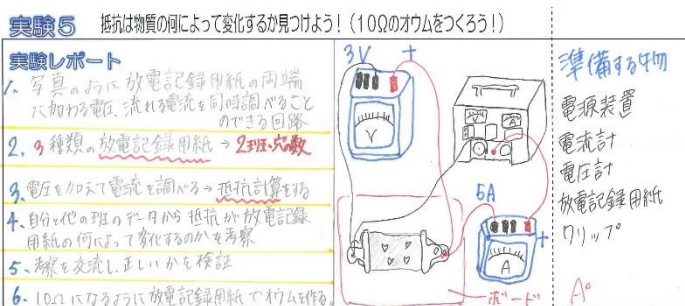 実験5 抵抗は物質の何によって変化するか見つけよう！（10Ωのオウムをつくろう！）
実験レポート
1. 写真のように放電記録用紙の両端
に加わる電圧、流れる電流を同時調べること
のできる回路
2. 3種類の放電記録用紙→2班・穴の数
3. 電圧を加えて電流を調べる→抵抗計算をする
4. 自分と他の班のデータから抵抗が放電記録
用紙の何によって変化するのかを考察
5. 考察を交流し、正しいかを検証
6. 10Ωになるように放電記録用紙でオウムを作る。
3V +
V
A
5A
+
A
ボード
準備する物
電源装置
電流計
電圧計
放電記録用紙
クリップ
A°